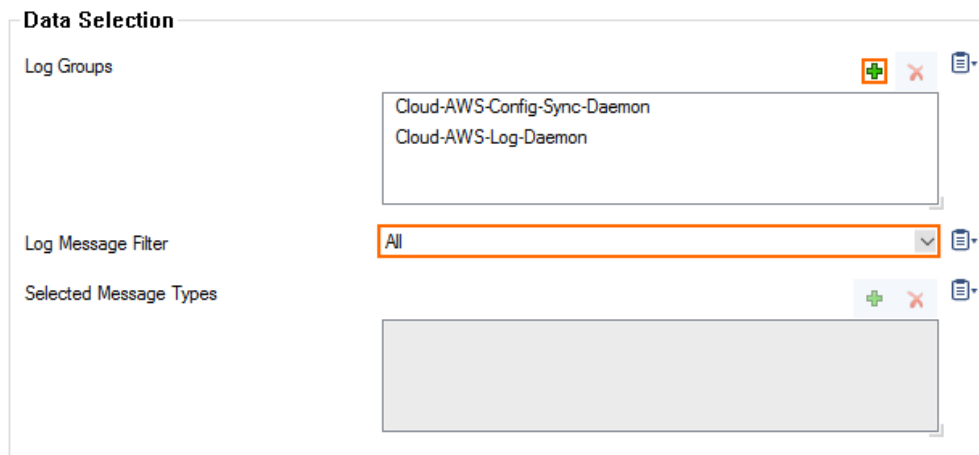 Data Selection
Log Groups
Cloud-AWS-Config-Sync-Daemon
Cloud-AWS-Log-Daemon
Log Message Filter
All
Selected Message Types